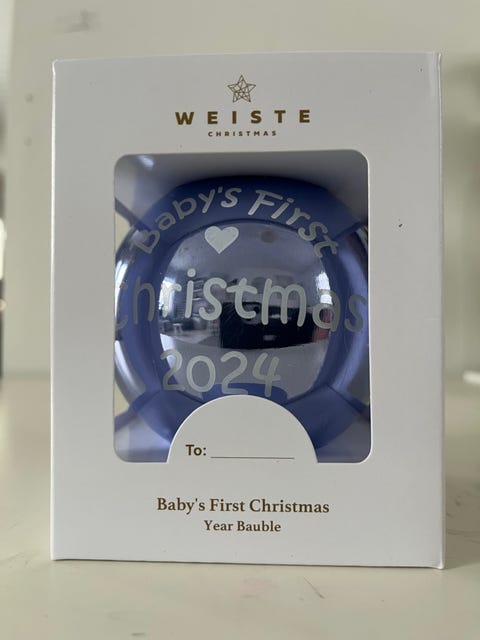 WEISTE
CHRISTMAS
Baby's First
Christmas
2024
To:
Baby's First Christmas
Year Bauble